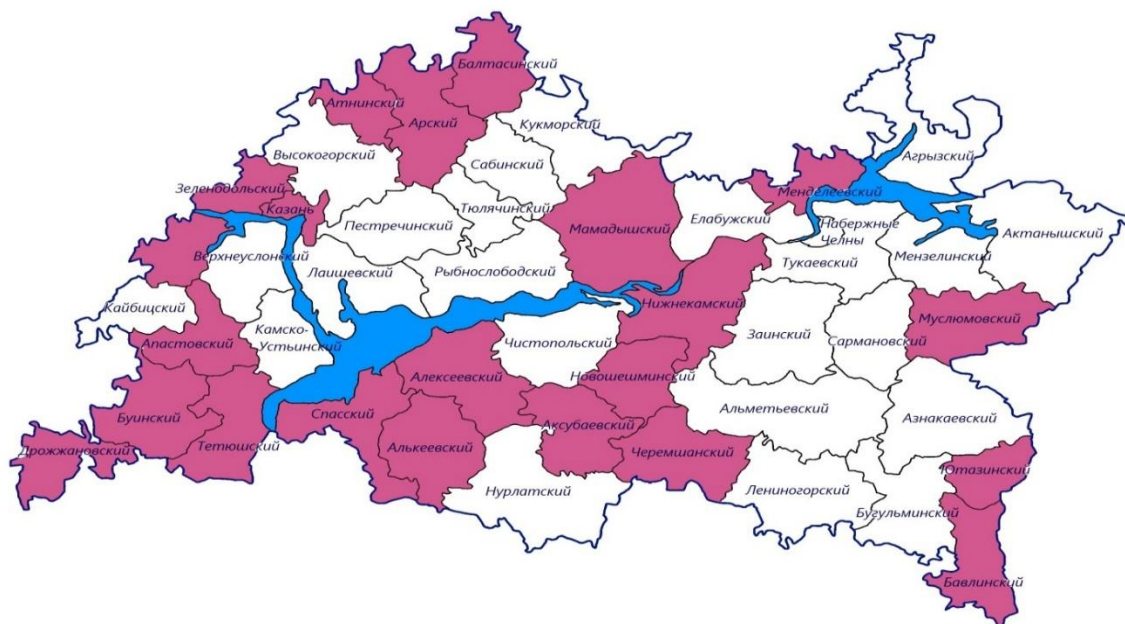 Балтасинский
Атнинский
Арский
Кукморский
Высокогорский
Сабинский
Агрызский
Зеленодольский
Менделеевский
Казань
Тюлячинский
Пестречинский
Мамадышский
Елабужский
Набержные
Челны
Актанышский
Верхнеуслонский
Лаишевский
Рыбнослободский
Тукаевский
Мензелинский
Кайбицкий
Нижнекамский
Муслюмовский
Камско-
Устьинский
Апастовский
Чистопольский
Заинский
Сармановский
Алексеевский
Новошешминский
Альметьевский
Буинский
Спасский
Аксубаевский
Азнакаевский
Дрожжановский
Тетюшский
Алькеевский
Черемшанский
Ютазинский
Нурлатский
Лениногорский
Бугульминский
Бавлинский